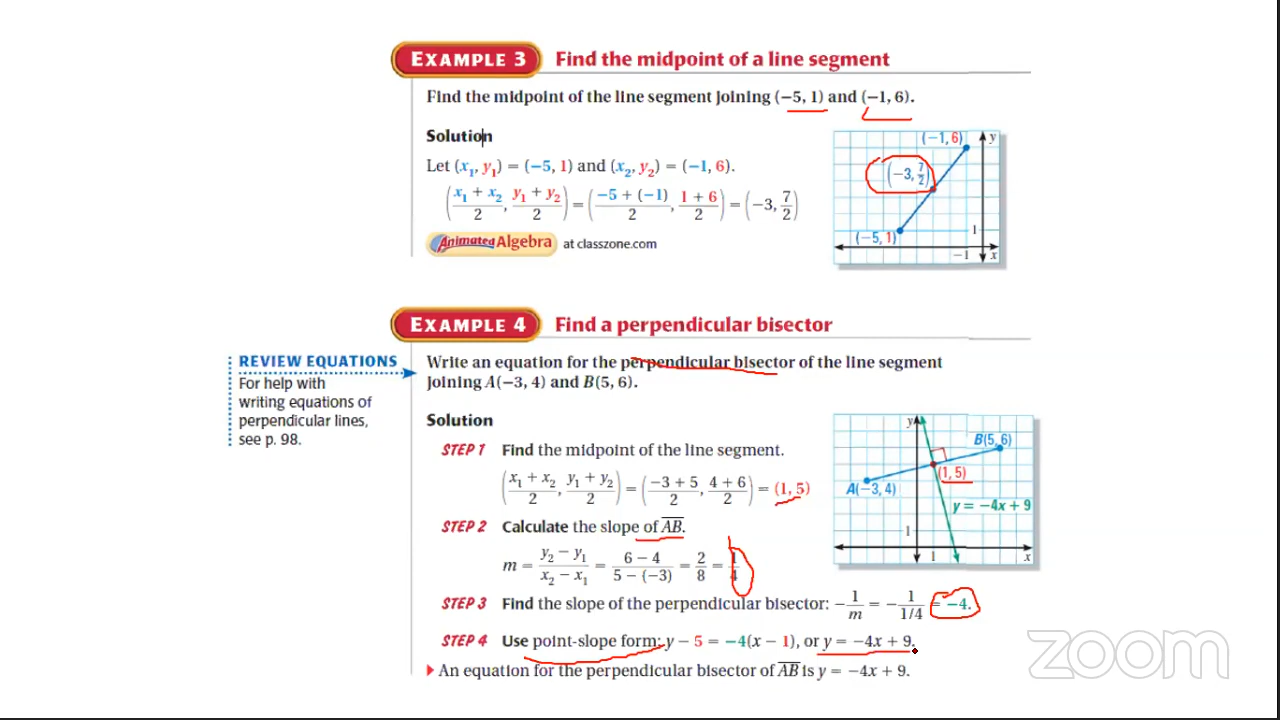 EXAMPLE 3 Find the midpoint of a line segment
Find the midpoint of the line segment joining (−5, 1) and (−1, 6).
Solution
Let (x₁, y₁) = (−5, 1) and (x₂, y₂) = (−1, 6).
((x₁ + x₂)/2, (y₁ + y₂)/2) = ((−5 + (−1))/2, (1 + 6)/2) = (−3, 7/2)
Animated Algebra at classzone.com
(−1, 6) y
(−3, 7/2)
(−5, 1) 1
−1 x
EXAMPLE 4 Find a perpendicular bisector
REVIEW EQUATIONS
For help with
writing equations of
perpendicular lines,
see p. 98.
Write an equation for the perpendicular bisector of the line segment
joining A(−3, 4) and B(5, 6).
Solution
STEP 1 Find the midpoint of the line segment.
((x₁ + x₂)/2, (y₁ + y₂)/2) = ((−3 + 5)/2, (4 + 6)/2) = (1, 5)
STEP 2 Calculate the slope of AB.
m = (y₂ − y₁)/(x₂ − x₁) = (6 − 4)/(5 − (−3)) = 2/8 = 1/4
STEP 3 Find the slope of the perpendicular bisector: −1/m = −1/(1/4) = −4.
STEP 4 Use point-slope form: y − 5 = −4(x − 1), or y = −4x + 9.
An equation for the perpendicular bisector of AB is y = −4x + 9.
y
B(5, 6)
(1, 5)
A(−3, 4)
y = −4x + 9
1
1 x
zoom